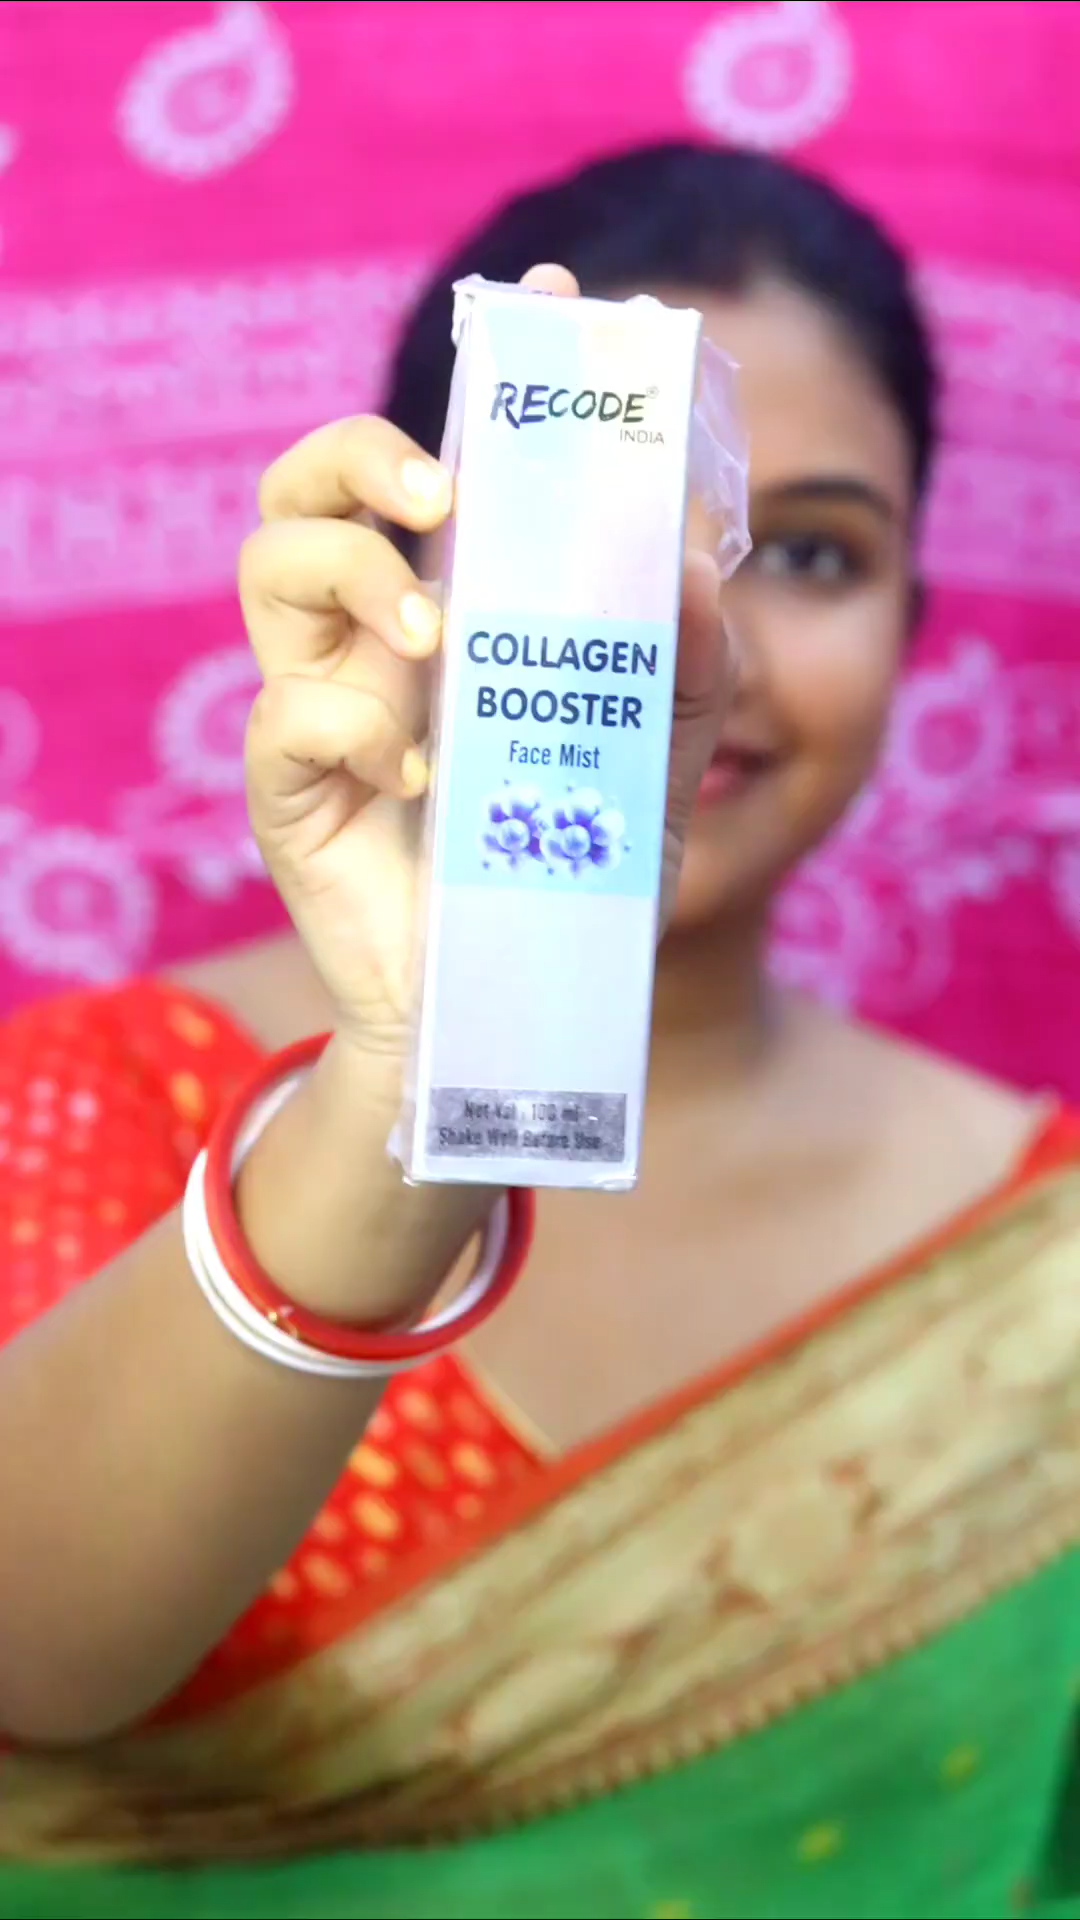 RECODE®
INDIA
COLLAGEN
BOOSTER
Face Mist
Net Vol. : 100 ml
Shake Well Before Use